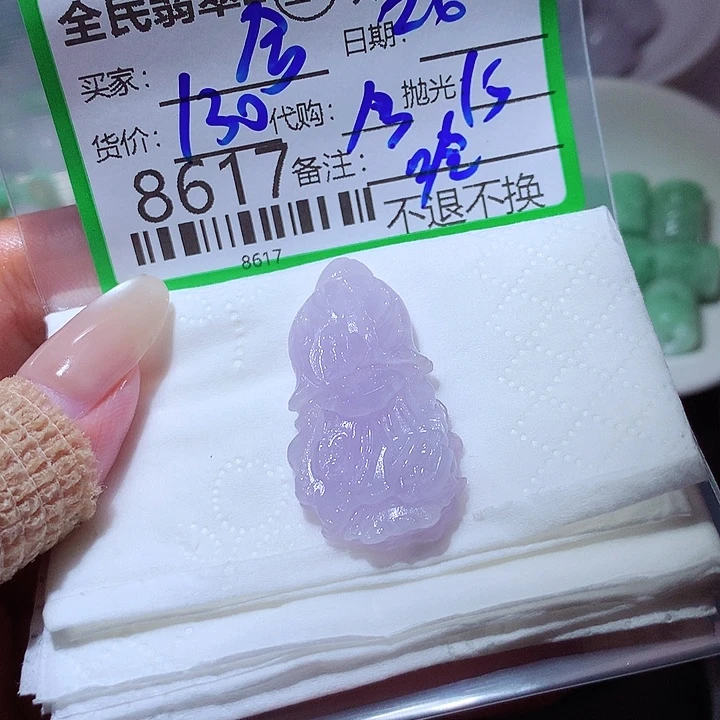 全民翡翠
日期: 26
买家:
货价: 130 代购: 抛光 15
8617 备注:
不退不换
8617